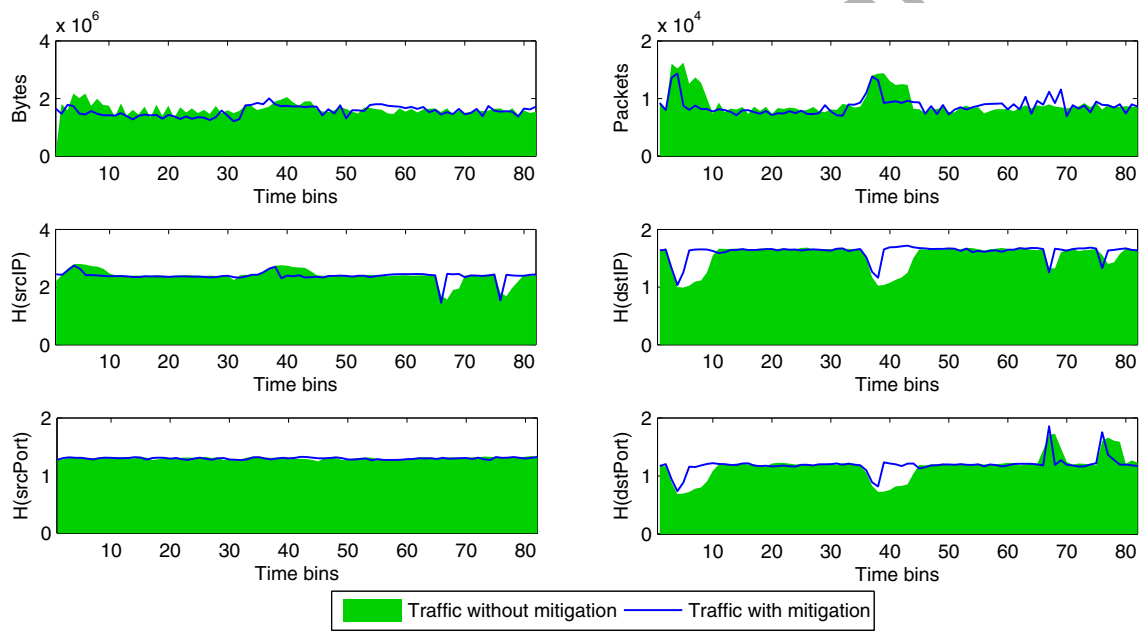 x 10^6
4
2
0
Bytes
10 20 30 40 50 60 70 80
Time bins
x 10^4
2
1
0
Packets
10 20 30 40 50 60 70 80
Time bins
4
2
0
H(srcIP)
10 20 30 40 50 60 70 80
Time bins
2
1
0
H(dstIP)
10 20 30 40 50 60 70 80
Time bins
2
1
0
H(srcPort)
10 20 30 40 50 60 70 80
Time bins
2
1
0
H(dstPort)
10 20 30 40 50 60 70 80
Time bins
Traffic without mitigation Traffic with mitigation